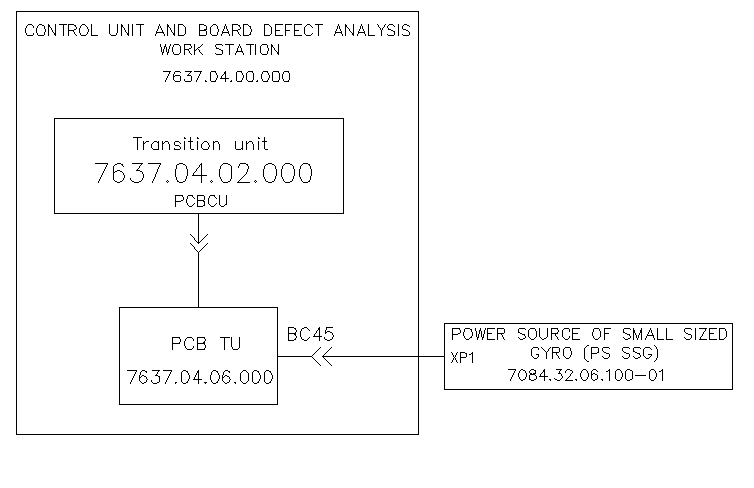 CONTROL UNIT AND BOARD DEFECT ANALYSIS
WORK STATION
7637.04.00.000
Transition unit
7637.04.02.000
PCBCU
PCB TU
7637.04.06.000
BC45
POWER SOURCE OF SMALL SIZED
XP1 GYRO (PS SSG)
7084.32.06.100-01